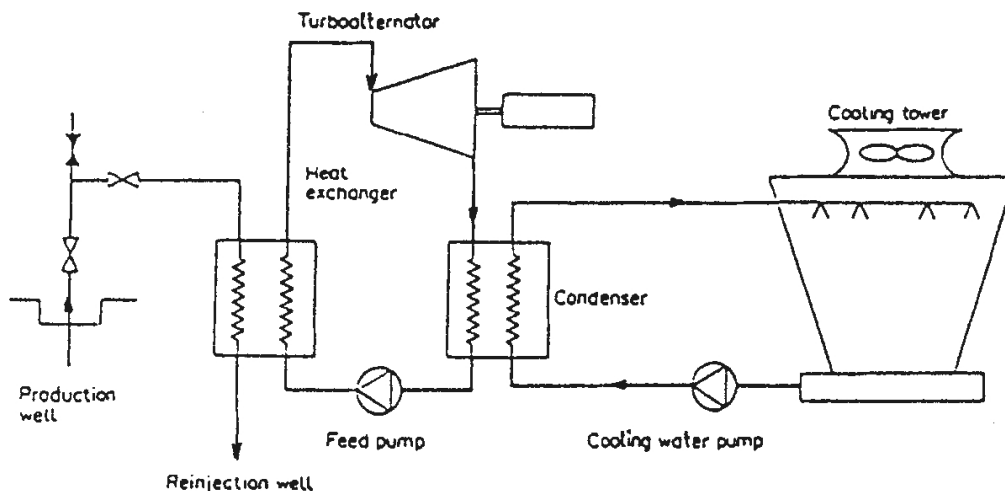 Turboalternator
Cooling tower
Heat
exchanger
Condenser
Production
well
Feed pump
Cooling water pump
Reinjection well